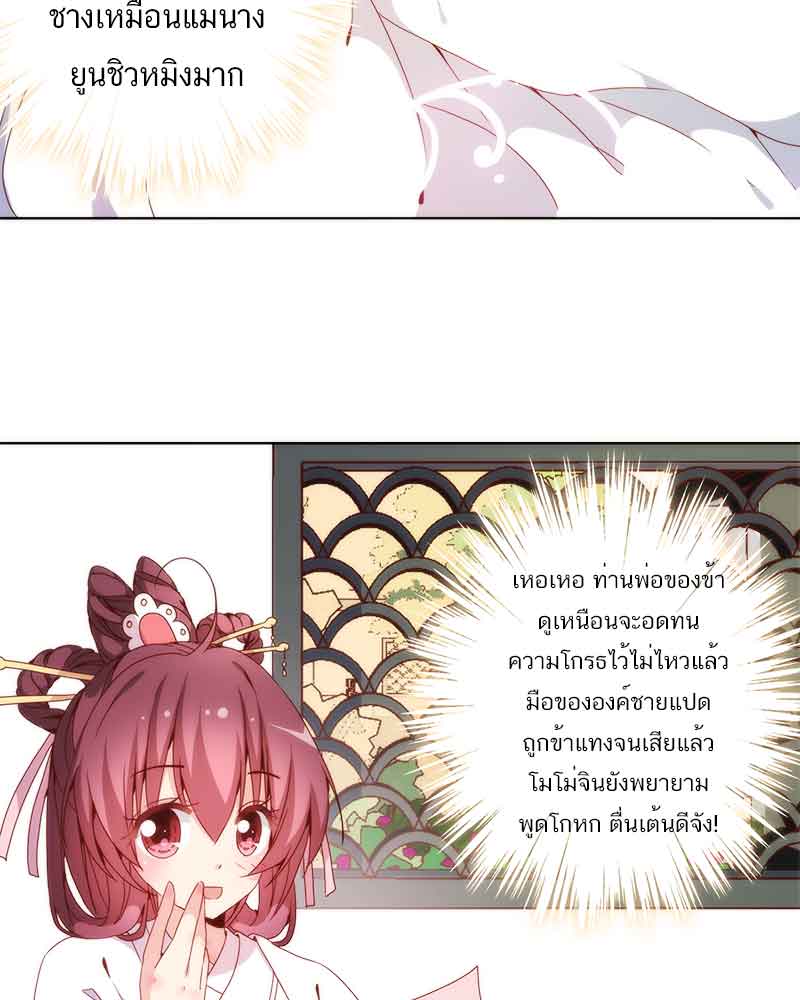 ชางเหมือนแมนาง
ยูนชิวหมิงมาก
เหอเหอ ท่านพ่อของข้า
ดูเหนือนจะอดทน
ความโกรธไว้ไม่ไหวแล้ว
มือขององค์ชายแปด
ถูกข้าแทงจนเสียแล้ว
โมโม่จินยังพยายาม
พูดโกหก ตื่นเต้นดีจัง!